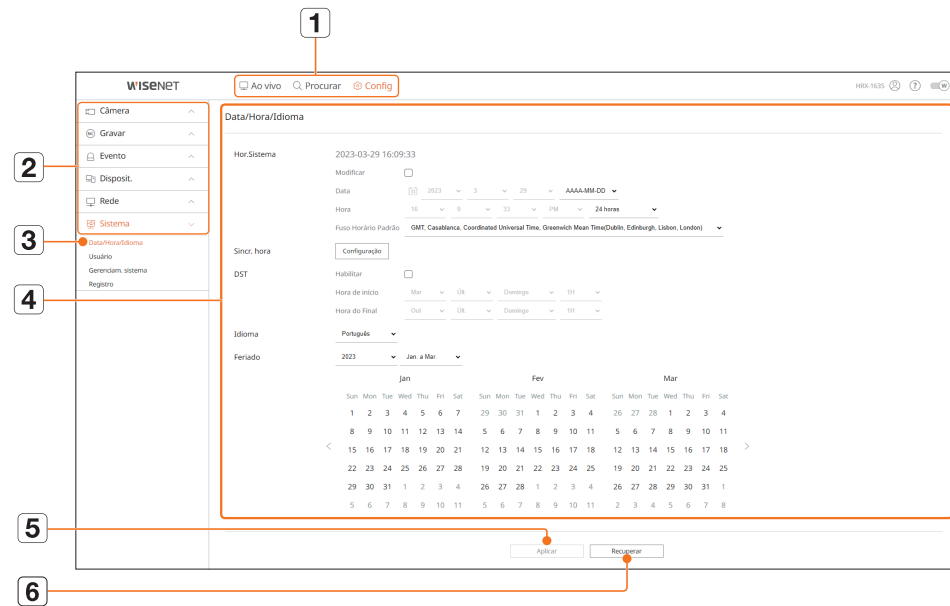 1
WISENET
Ao vivo Procurar Config
HRX-1635 ? W
2
Câmera
Gravar
Evento
Disposit.
Rede
Sistema
3
Data/Hora/Idioma
Usuário
Gerenciam. sistema
Registro
4
Data/Hora/Idioma
Hor.Sistema 2023-03-29 16:09:33
Modificar
Data 2023 3 29 AAAA-MM-DD
Hora 16 9 33 PM 24 horas
Fuso Horário Padrão GMT, Casablanca, Coordinated Universal Time, Greenwich Mean Time(Dublin, Edinburgh, Lisbon, London)
Sincr. hora Configuração
DST Habilitar
Hora de início Mar Últ. Domingo 1H
Hora do Final Out Últ. Domingo 1H
Idioma Português
Feriado 2023 Jan. a Mar.
Jan Fev Mar
Sun Mon Tue Wed Thu Fri Sat Sun Mon Tue Wed Thu Fri Sat Sun Mon Tue Wed Thu Fri Sat
1 2 3 4 5 6 7 29 30 31 1 2 3 4 26 27 28 1 2 3 4
8 9 10 11 12 13 14 5 6 7 8 9 10 11 5 6 7 8 9 10 11
15 16 17 18 19 20 21 12 13 14 15 16 17 18 12 13 14 15 16 17 18
22 23 24 25 26 27 28 19 20 21 22 23 24 25 19 20 21 22 23 24 25
29 30 31 1 2 3 4 26 27 28 1 2 3 4 26 27 28 29 30 31 1
5 6 7 8 9 10 11 5 6 7 8 9 10 11 2 3 4 5 6 7 8
5
Aplicar Recuperar
6